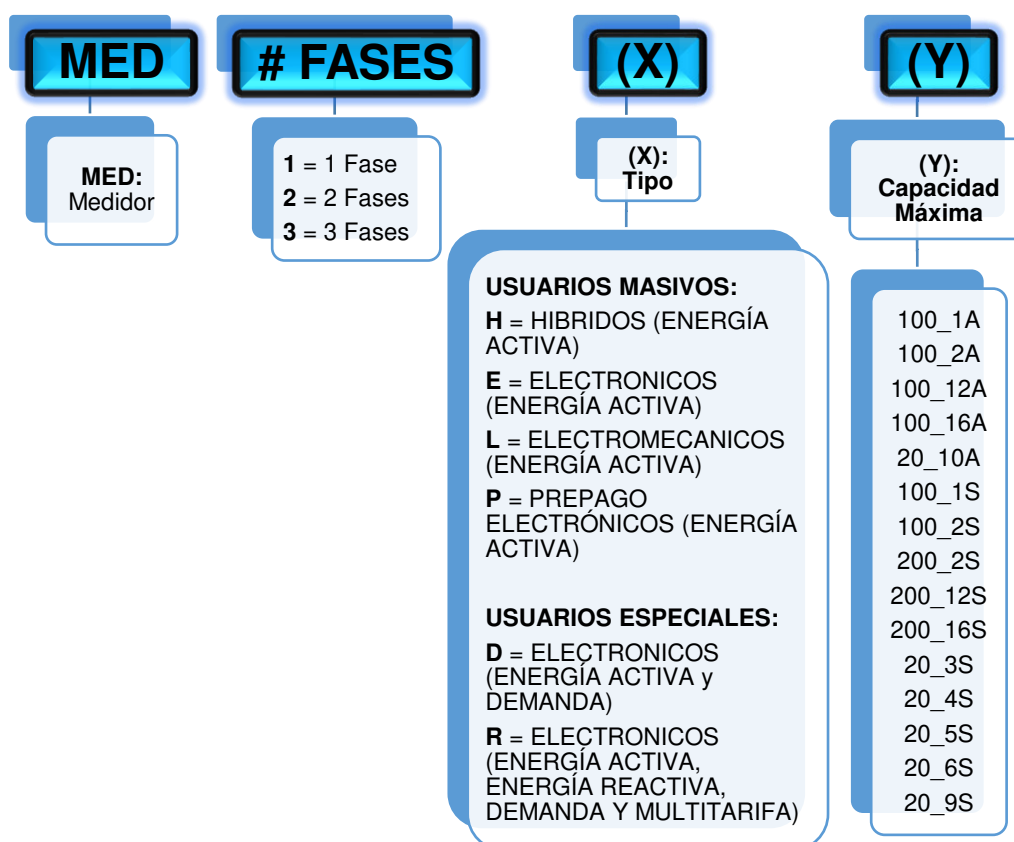 MED
# FASES
(X)
(Y)
MED:
Medidor
1 = 1 Fase
2 = 2 Fases
3 = 3 Fases
(X):
Tipo
(Y):
Capacidad
Máxima
USUARIOS MASIVOS:
H = HIBRIDOS (ENERGÍA
ACTIVA)
E = ELECTRONICOS
(ENERGÍA ACTIVA)
L = ELECTROMECANICOS
(ENERGÍA ACTIVA)
P = PREPAGO
ELECTRÓNICOS (ENERGÍA
ACTIVA)
USUARIOS ESPECIALES:
D = ELECTRONICOS
(ENERGÍA ACTIVA y
DEMANDA)
R = ELECTRONICOS
(ENERGÍA ACTIVA,
ENERGÍA REACTIVA,
DEMANDA Y MULTITARIFA)
100_1A
100_2A
100_12A
100_16A
20_10A
100_1S
100_2S
200_2S
200_12S
200_16S
20_3S
20_4S
20_5S
20_6S
20_9S